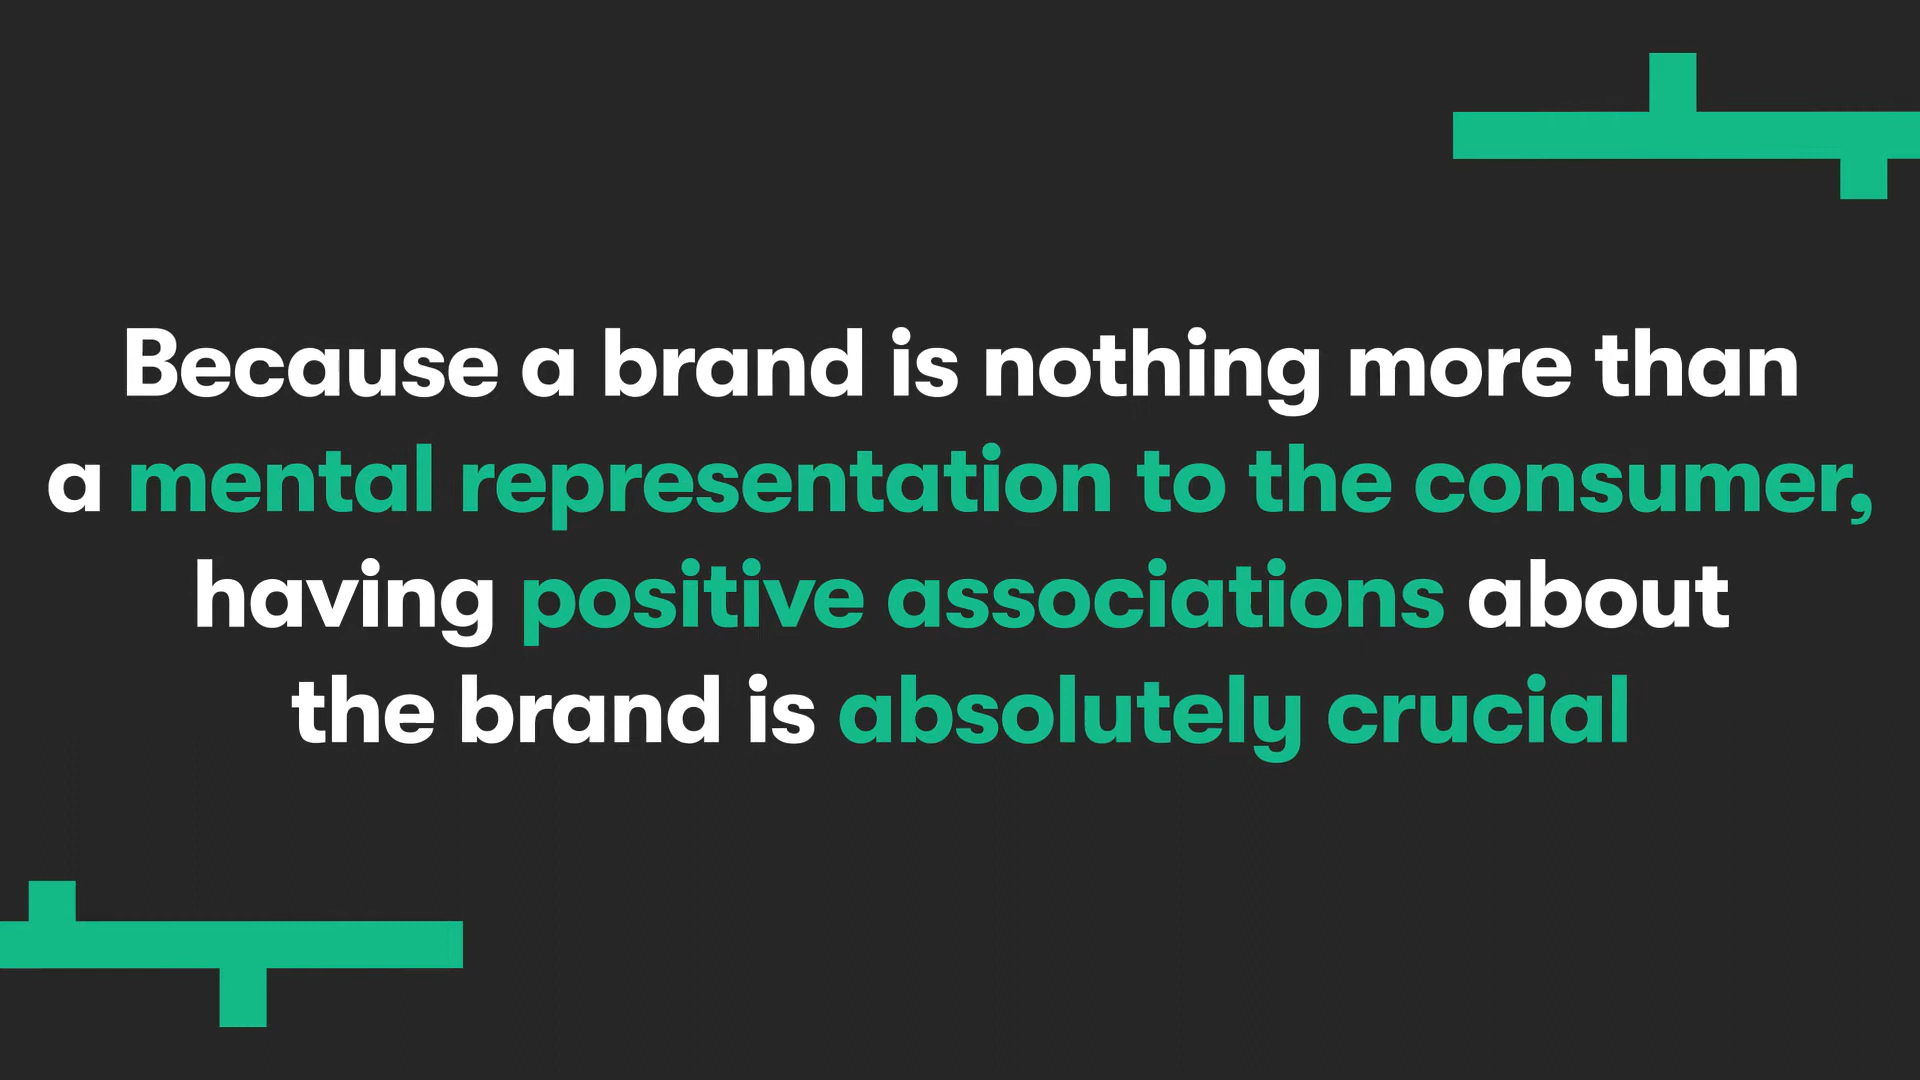 Because a brand is nothing more than
a mental representation to the consumer,
having positive associations about
the brand is absolutely crucial